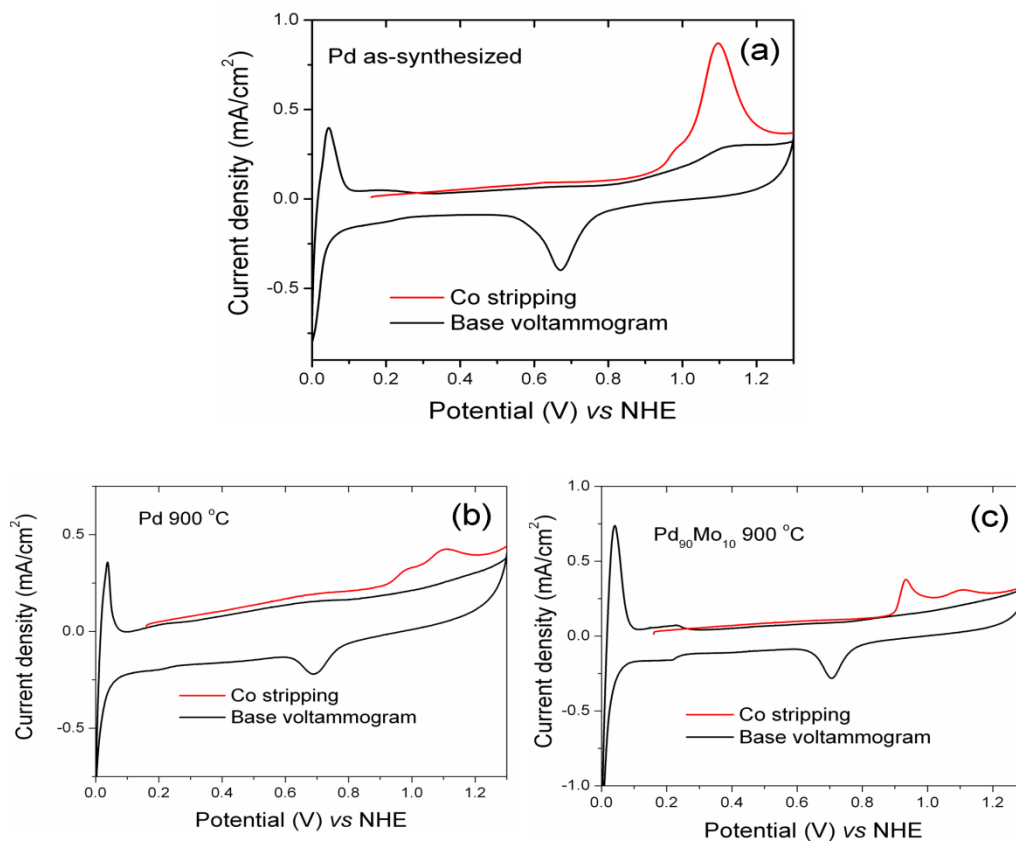 (a)
Pd as-synthesized
1.0
0.5
0.0
-0.5
Current density (mA/cm²)
Co stripping
Base voltammogram
0.0 0.2 0.4 0.6 0.8 1.0 1.2
Potential (V) vs NHE
(b)
Pd 900 °C
0.5
0.0
-0.5
Current density (mA/cm²)
Co stripping
Base voltammogram
0.0 0.2 0.4 0.6 0.8 1.0 1.2
Potential (V) vs NHE
(c)
Pd₉₀Mo₁₀ 900 °C
1.0
0.5
0.0
-0.5
-1.0
Current density (mA/cm²)
Co stripping
Base voltammogram
0.0 0.2 0.4 0.6 0.8 1.0 1.2
Potential (V) vs NHE